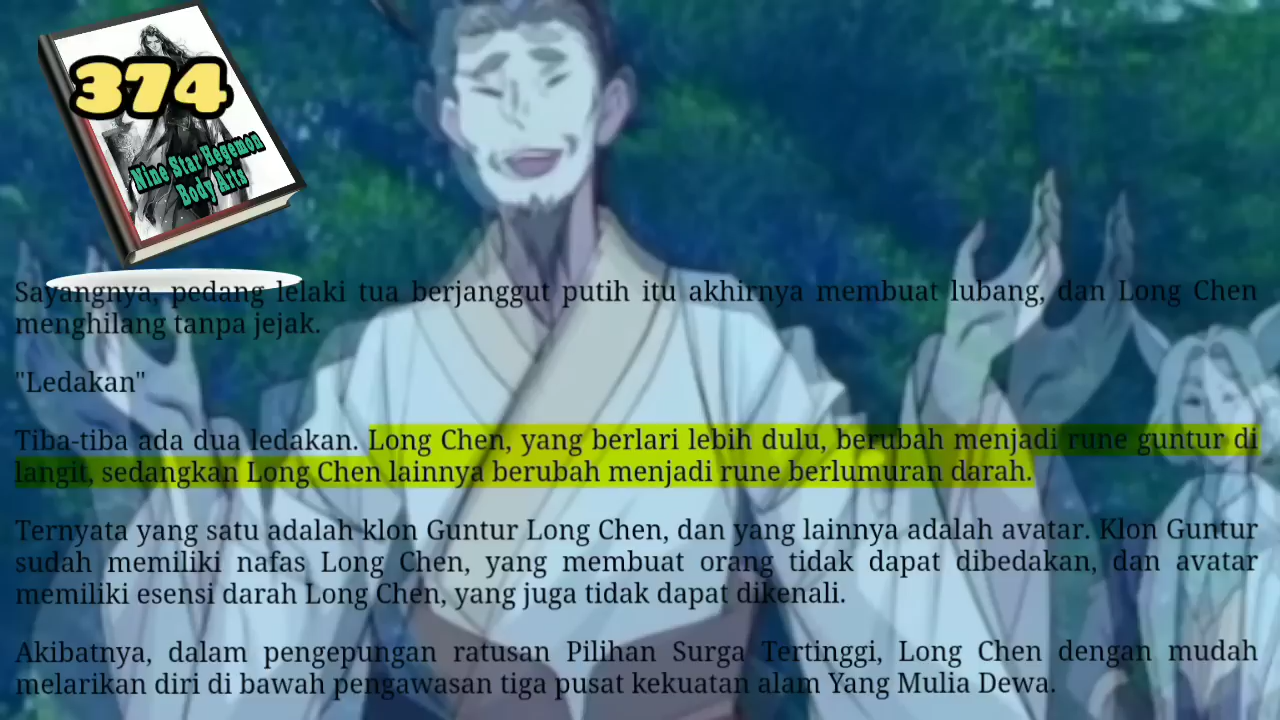 374
Nine Star Hegemon
Body Arts
Sayangnya, pedang lelaki tua berjanggut putih itu akhirnya membuat lubang, dan Long Chen
menghilang tanpa jejak.
"Ledakan"
Tiba-tiba ada dua ledakan. Long Chen, yang berlari lebih dulu, berubah menjadi rune guntur di
langit, sedangkan Long Chen lainnya berubah menjadi rune berlumuran darah.
Ternyata yang satu adalah klon Guntur Long Chen, dan yang lainnya adalah avatar. Klon Guntur
sudah memiliki nafas Long Chen, yang membuat orang tidak dapat dibedakan, dan avatar
memiliki esensi darah Long Chen, yang juga tidak dapat dikenali.
Akibatnya, dalam pengepungan ratusan Pilihan Surga Tertinggi, Long Chen dengan mudah
melarikan diri di bawah pengawasan tiga pusat kekuatan alam Yang Mulia Dewa.